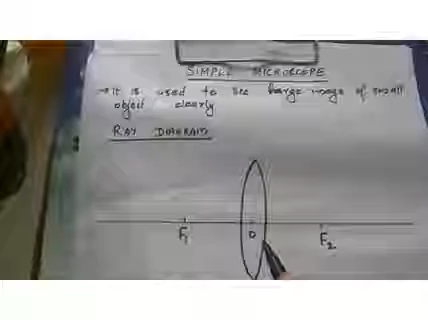 SIMPLE MICROSCOPE
→ It is used to see large image of small
object clearly
RAY DIAGRAM
F1 O F2